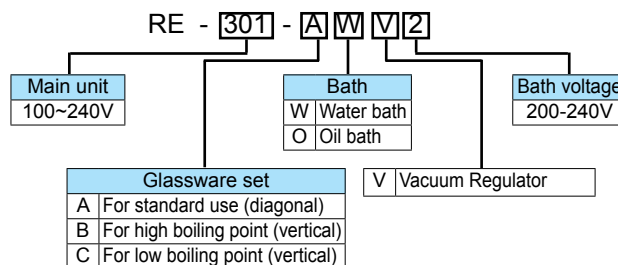 RE - 301 - A W V 2
Main unit
100~240V
Bath
W Water bath
O Oil bath
Bath voltage
200-240V
Glassware set
A For standard use (diagonal)
B For high boiling point (vertical)
C For low boiling point (vertical)
V Vacuum Regulator